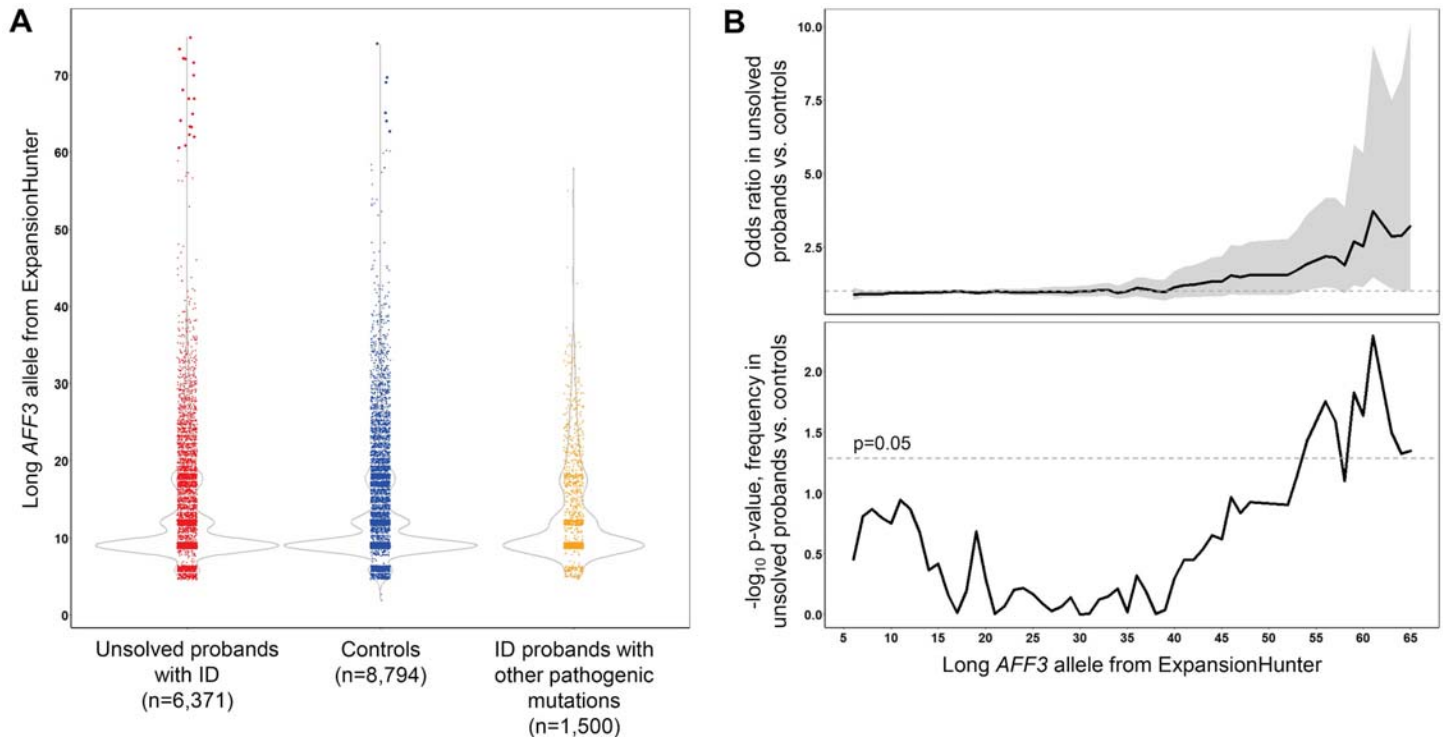 A
Long AFF3 allele from ExpansionHunter
70
60
50
40
30
20
10
0
Unsolved probands
with ID
(n=6,371)
Controls
(n=8,794)
ID probands with
other pathogenic
mutations
(n=1,500)
B
Odds ratio in unsolved
probands vs. controls
10.0
7.5
5.0
2.5
-log10 p-value, frequency in
unsolved probands vs. controls
2.0
1.5
1.0
0.5
0.0
p=0.05
5 10 15 20 25 30 35 40 45 50 55 60 65
Long AFF3 allele from ExpansionHunter